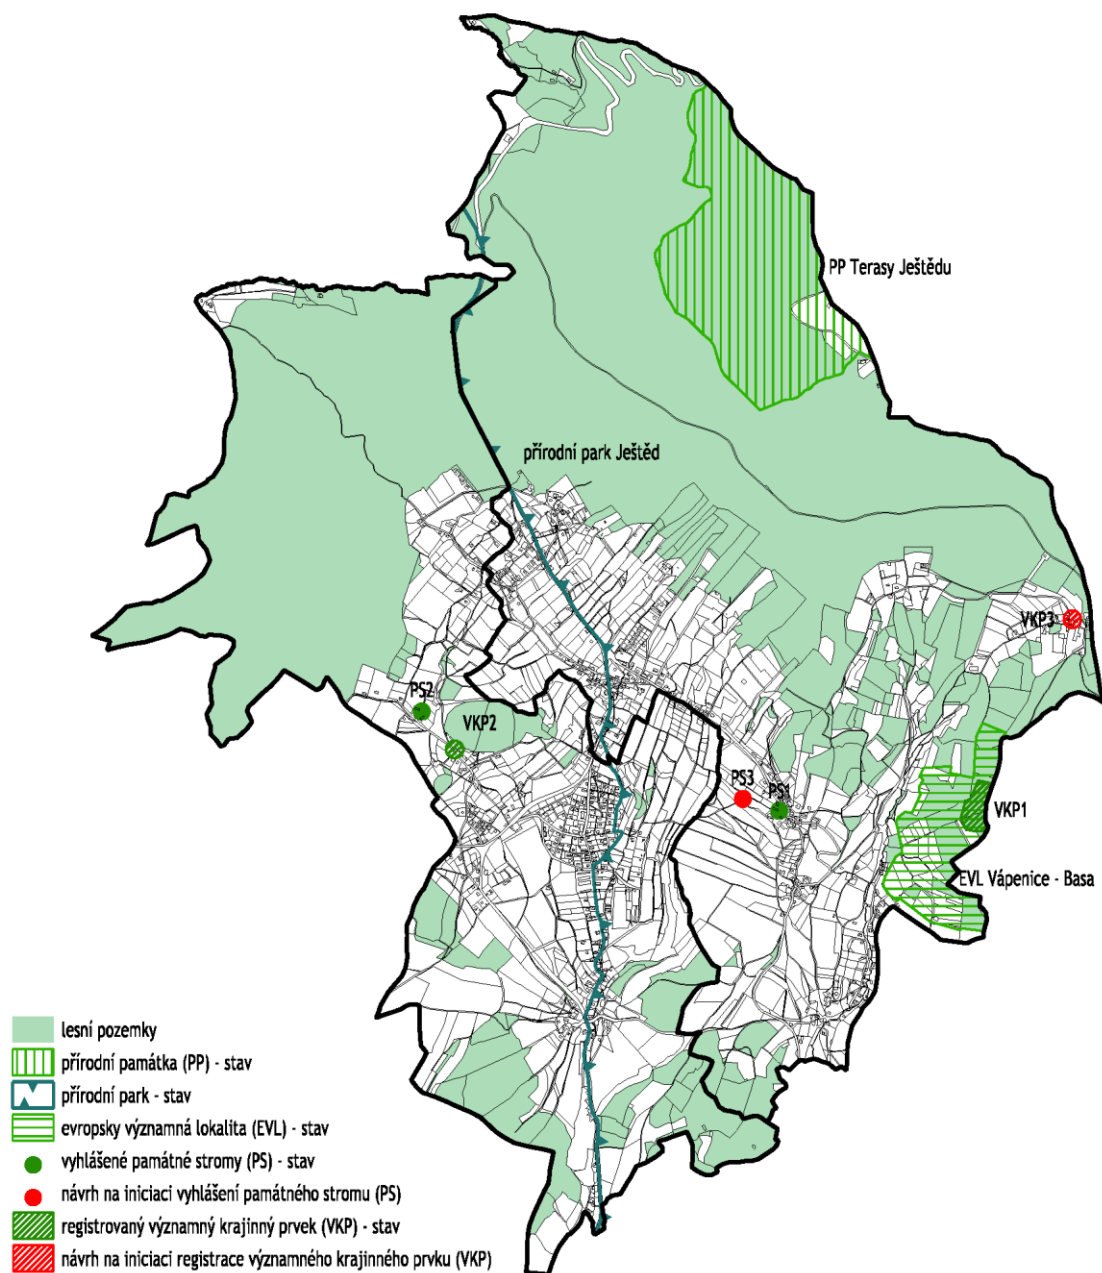 PP Terasy Ještědu
přírodní park Ještěd
VKP3
PS2
VKP2
PS3
PS1
VKP1
EVL Vápenice - Basa
lesní pozemky
přírodní památka (PP) - stav
přírodní park - stav
evropsky významná lokalita (EVL) - stav
vyhlášené památné stromy (PS) - stav
návrh na iniciaci vyhlášení památného stromu (PS)
registrovaný významný krajinný prvek (VKP) - stav
návrh na iniciaci registrace významného krajinného prvku (VKP)